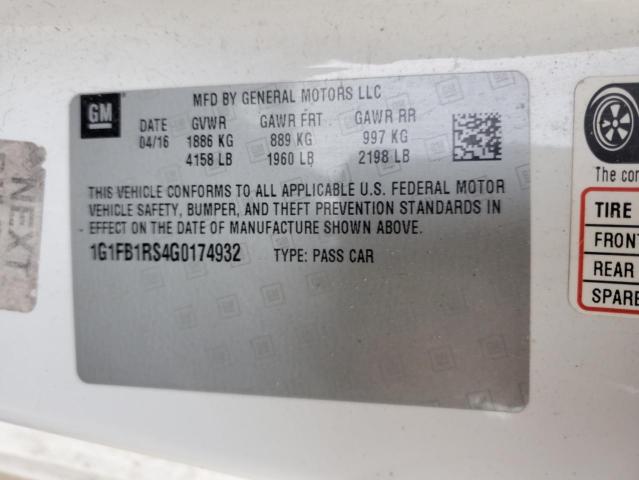 GM
MFD BY GENERAL MOTORS LLC
DATE GVWR GAWR FRT GAWR RR
04/16 1886 KG 889 KG 997 KG
4158 LB 1960 LB 2198 LB
THIS VEHICLE CONFORMS TO ALL APPLICABLE U.S. FEDERAL MOTOR
VEHICLE SAFETY, BUMPER, AND THEFT PREVENTION STANDARDS IN
EFFECT ON THE DATE OF MANUFACTURE SHOWN ABOVE.
1G1FB1RS4G0174932 TYPE: PASS CAR
NEXT
The
TIRE
FRONT
REAR
SPARE